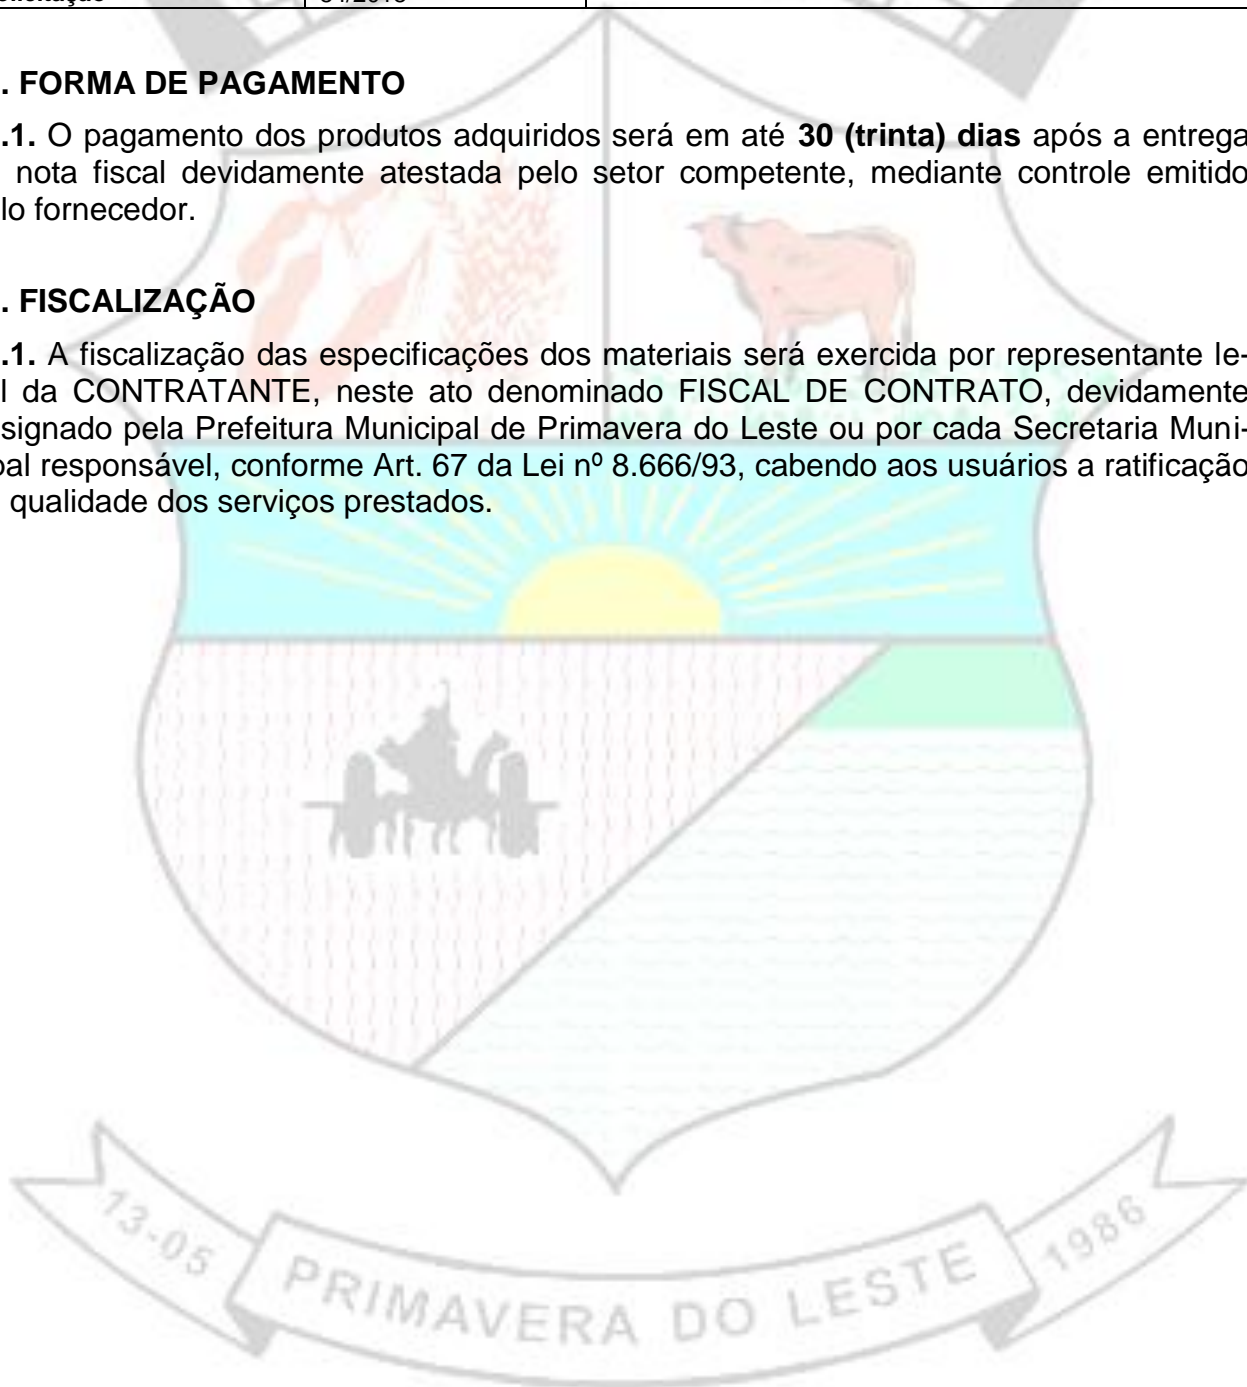 . FORMA DE PAGAMENTO
.1. O pagamento dos produtos adquiridos será em até 30 (trinta) dias após a entrega
nota fiscal devidamente atestada pelo setor competente, mediante controle emitido
lo fornecedor.
. FISCALIZAÇÃO
.1. A fiscalização das especificações dos materiais será exercida por representante le-
l da CONTRATANTE, neste ato denominado FISCAL DE CONTRATO, devidamente
signado pela Prefeitura Municipal de Primavera do Leste ou por cada Secretaria Muni-
pal responsável, conforme Art. 67 da Lei nº 8.666/93, cabendo aos usuários a ratificação
qualidade dos serviços prestados.
13-05
PRIMAVERA DO LESTE
1986